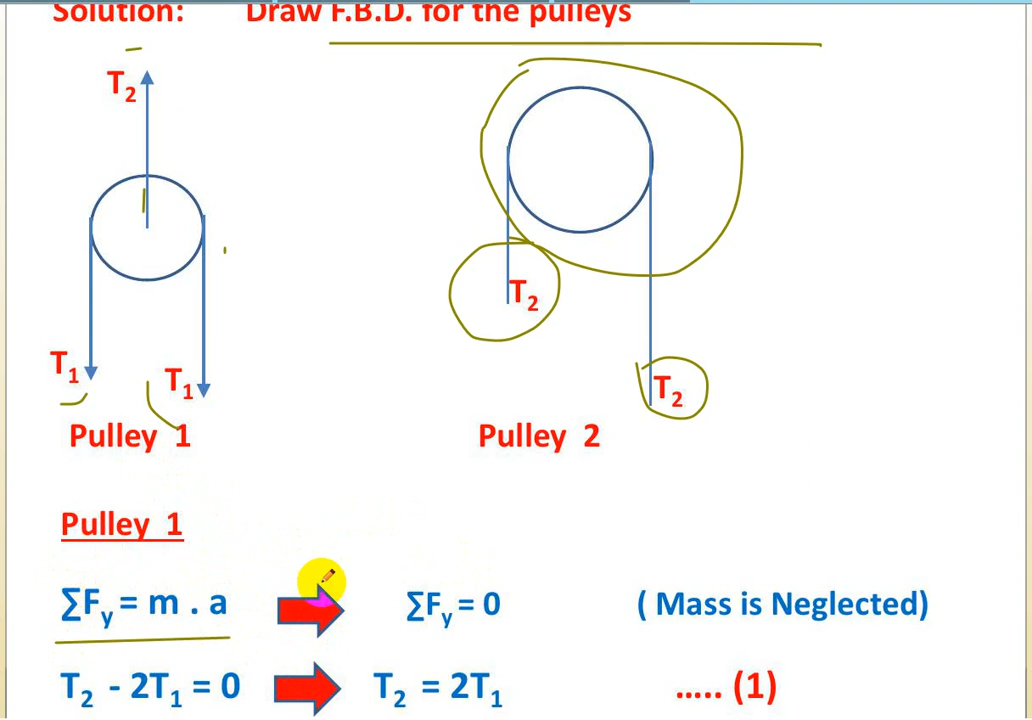 Solution: Draw F.B.D. for the pulleys
T₂
T₂
T₁
T₁
T₂
Pulley 1
Pulley 2
Pulley 1
∑Fy = m . a
∑Fy = 0
( Mass is Neglected)
T₂ - 2T₁ = 0
T₂ = 2T₁
..... (1)